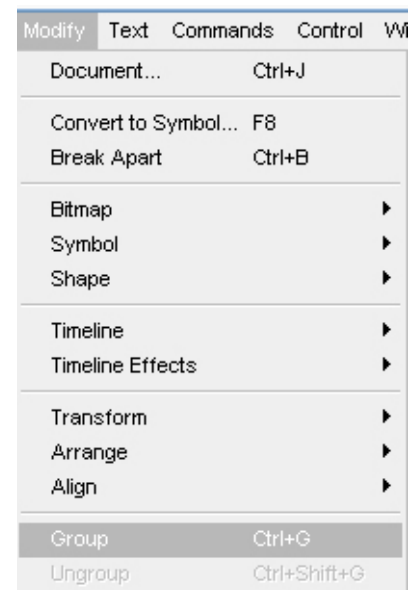 Modify Text Commands Control Wi
Document... Ctrl+J
Convert to Symbol... F8
Break Apart Ctrl+B
Bitmap
Symbol
Shape
Timeline
Timeline Effects
Transform
Arrange
Align
Group Ctrl+G
Ungroup Ctrl+Shift+G